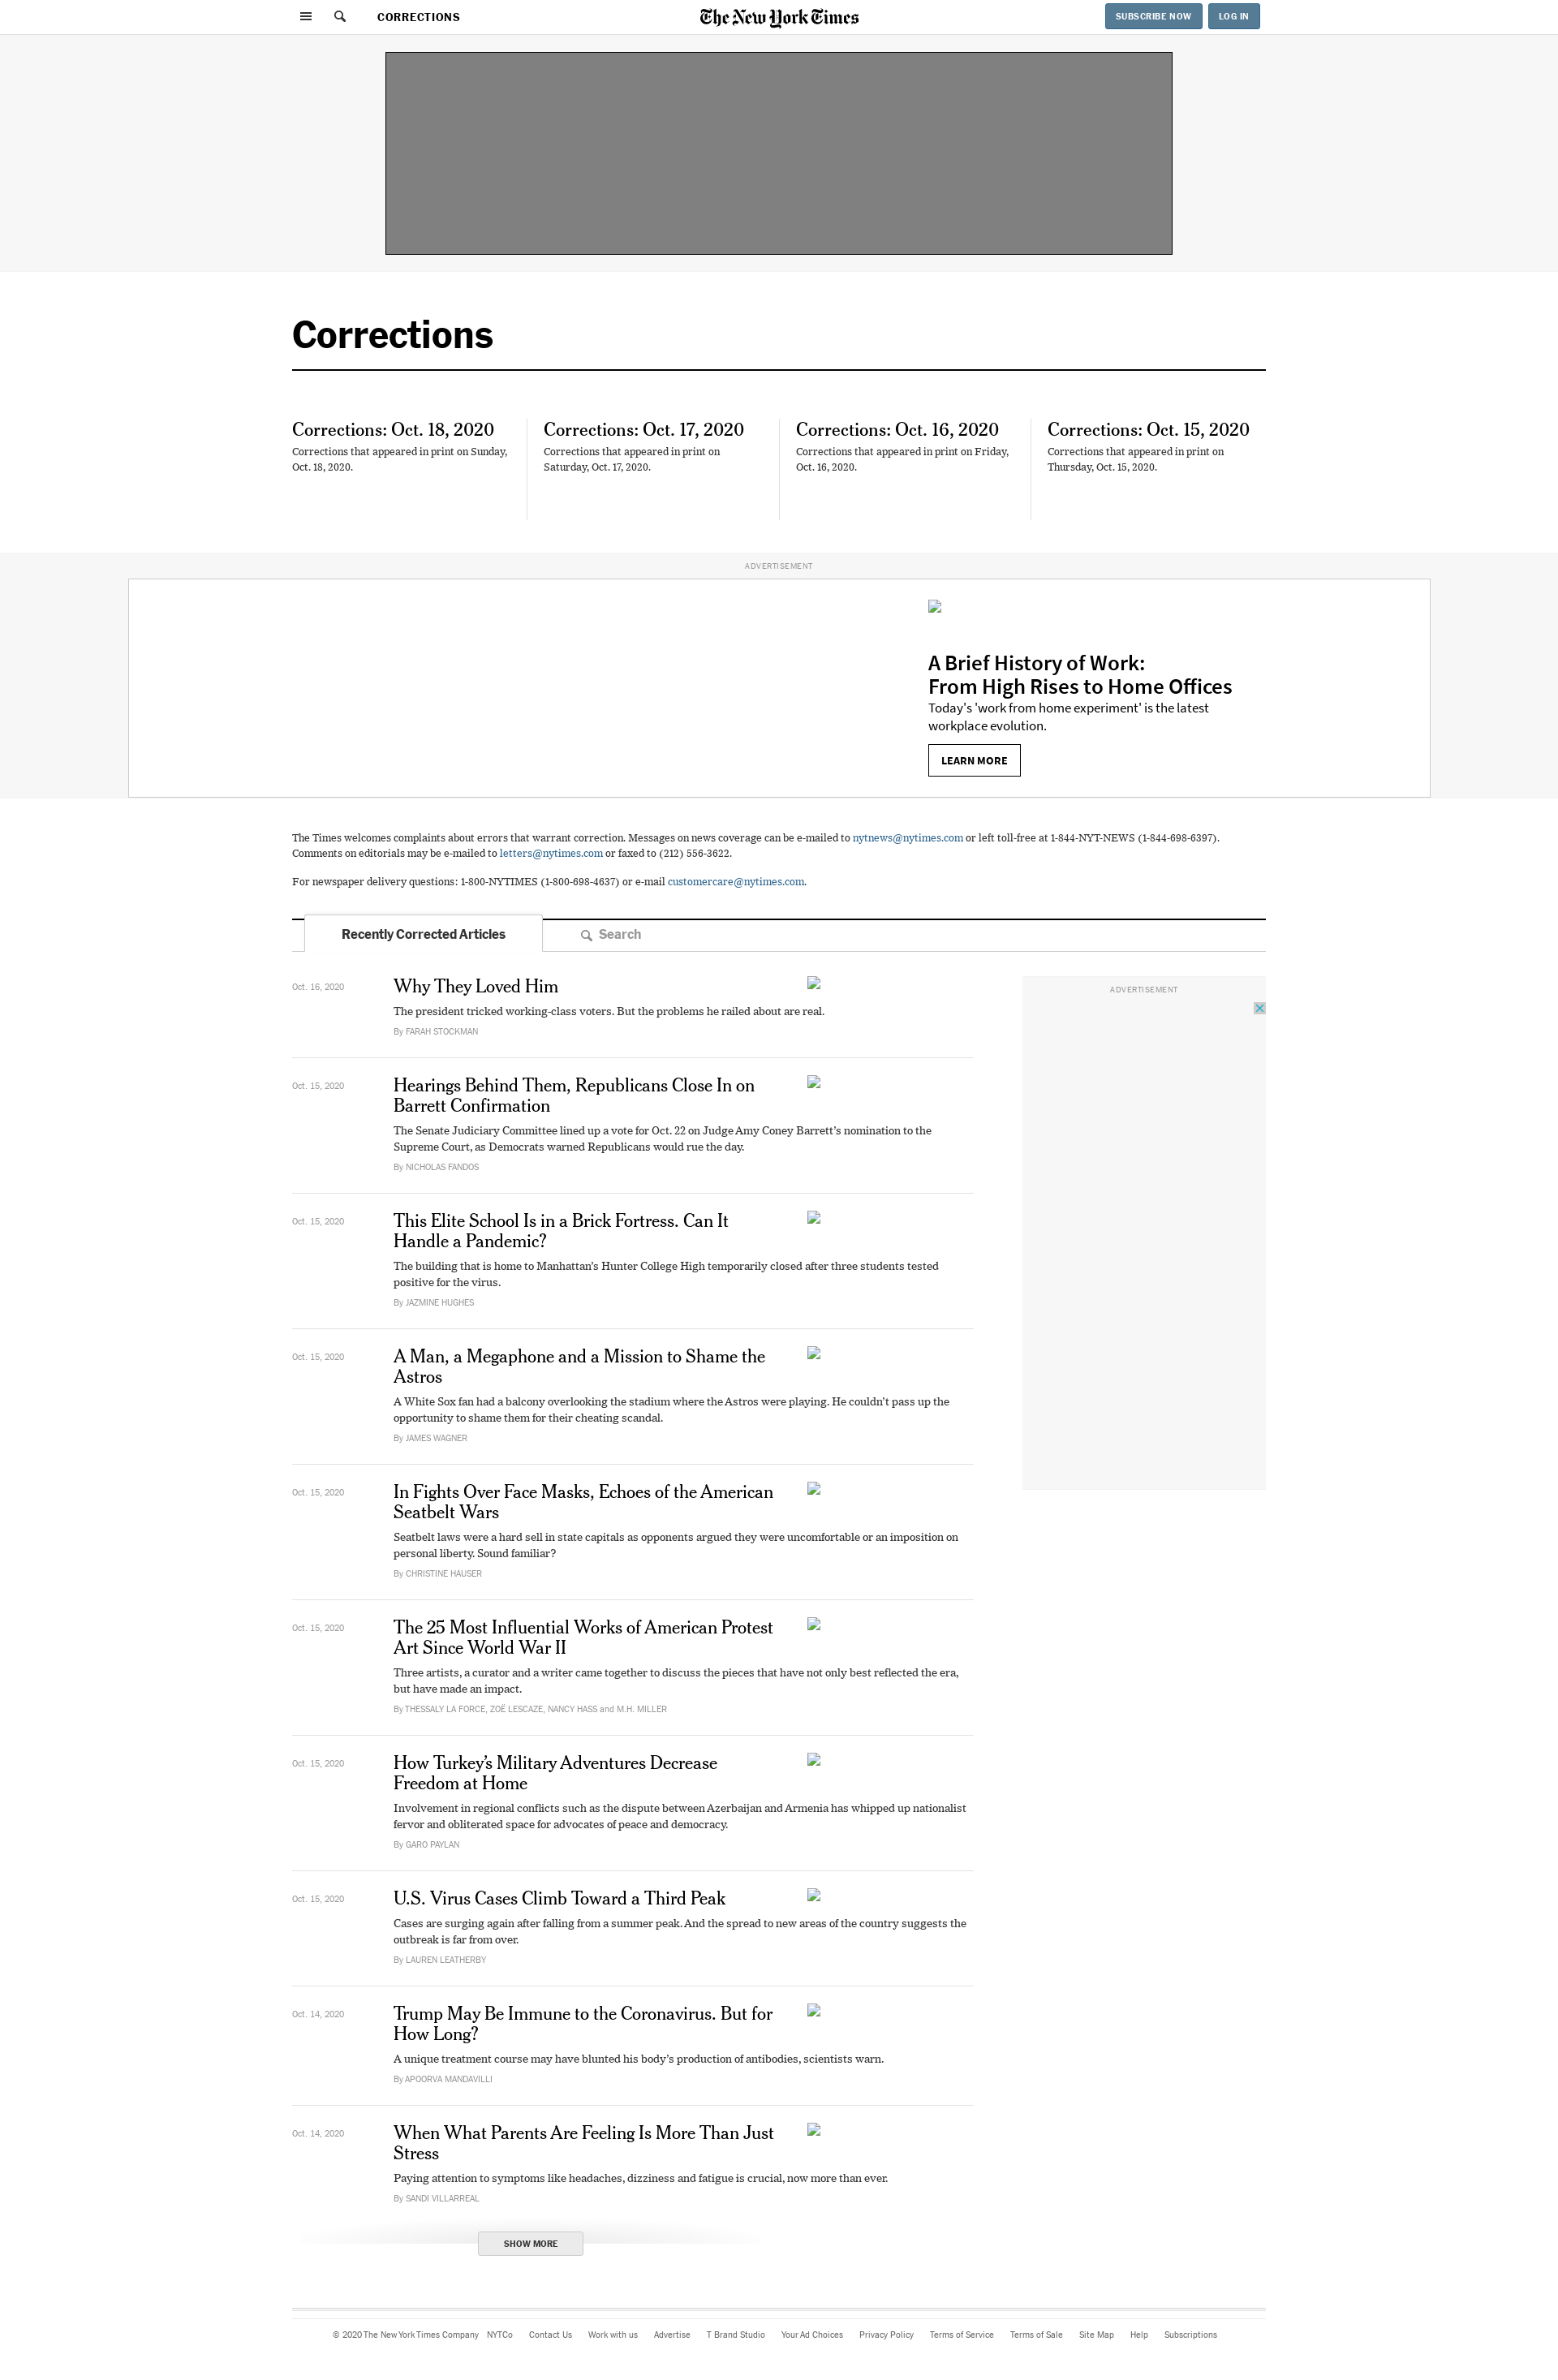 CORRECTIONS
The New York Times
SUBSCRIBE NOW
LOG IN
Corrections
Corrections: Oct. 18, 2020
Corrections that appeared in print on Sunday,
Oct. 18, 2020.
Corrections: Oct. 17, 2020
Corrections that appeared in print on
Saturday, Oct. 17, 2020.
Corrections: Oct. 16, 2020
Corrections that appeared in print on Friday,
Oct. 16, 2020.
Corrections: Oct. 15, 2020
Corrections that appeared in print on
Thursday, Oct. 15, 2020.
ADVERTISEMENT
A Brief History of Work:
From High Rises to Home Offices
Today's 'work from home experiment' is the latest
workplace evolution.
LEARN MORE
The Times welcomes complaints about errors that warrant correction. Messages on news coverage can be e-mailed to nytnews@nytimes.com or left toll-free at 1-844-NYT-NEWS (1-844-698-6397).
Comments on editorials may be e-mailed to letters@nytimes.com or faxed to (212) 556-3622.
For newspaper delivery questions: 1-800-NYTIMES (1-800-698-4637) or e-mail customercare@nytimes.com.
Recently Corrected Articles
Search
ADVERTISEMENT
Oct. 16, 2020
Why They Loved Him
The president tricked working-class voters. But the problems he railed about are real.
By FARAH STOCKMAN
Oct. 15, 2020
Hearings Behind Them, Republicans Close In on
Barrett Confirmation
The Senate Judiciary Committee lined up a vote for Oct. 22 on Judge Amy Coney Barrett's nomination to the
Supreme Court, as Democrats warned Republicans would rue the day.
By NICHOLAS FANDOS
Oct. 15, 2020
This Elite School Is in a Brick Fortress. Can It
Handle a Pandemic?
The building that is home to Manhattan's Hunter College High temporarily closed after three students tested
positive for the virus.
By JAZMINE HUGHES
Oct. 15, 2020
A Man, a Megaphone and a Mission to Shame the
Astros
A White Sox fan had a balcony overlooking the stadium where the Astros were playing. He couldn't pass up the
opportunity to shame them for their cheating scandal.
By JAMES WAGNER
Oct. 15, 2020
In Fights Over Face Masks, Echoes of the American
Seatbelt Wars
Seatbelt laws were a hard sell in state capitals as opponents argued they were uncomfortable or an imposition on
personal liberty. Sound familiar?
By CHRISTINE HAUSER
Oct. 15, 2020
The 25 Most Influential Works of American Protest
Art Since World War II
Three artists, a curator and a writer came together to discuss the pieces that have not only best reflected the era,
but have made an impact.
By THESSALY LA FORCE, ZOË LESCAZE, NANCY HASS and M.H. MILLER
Oct. 15, 2020
How Turkey's Military Adventures Decrease
Freedom at Home
Involvement in regional conflicts such as the dispute between Azerbaijan and Armenia has whipped up nationalist
fervor and obliterated space for advocates of peace and democracy.
By GARO PAYLAN
Oct. 15, 2020
U.S. Virus Cases Climb Toward a Third Peak
Cases are surging again after falling from a summer peak. And the spread to new areas of the country suggests the
outbreak is far from over.
By LAUREN LEATHERBY
Oct. 14, 2020
Trump May Be Immune to the Coronavirus. But for
How Long?
A unique treatment course may have blunted his body's production of antibodies, scientists warn.
By APOORVA MANDAVILLI
Oct. 14, 2020
When What Parents Are Feeling Is More Than Just
Stress
Paying attention to symptoms like headaches, dizziness and fatigue is crucial, now more than ever.
By SANDI VILLARREAL
SHOW MORE
© 2020 The New York Times Company NYTCo Contact Us Work with us Advertise T Brand Studio Your Ad Choices Privacy Policy Terms of Service Terms of Sale Site Map Help Subscriptions